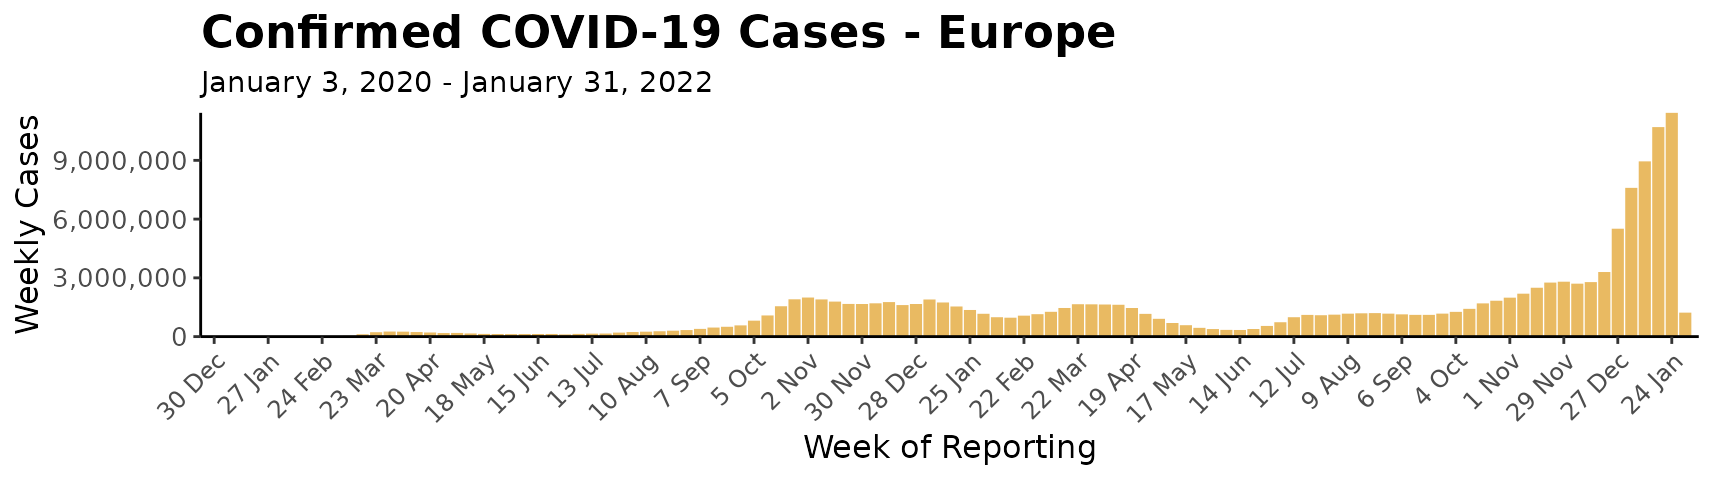 Confirmed COVID-19 Cases - Europe
January 3, 2020 - January 31, 2022
Weekly Cases
9,000,000
6,000,000
3,000,000
0
30 Dec
27 Jan
24 Feb
23 Mar
20 Apr
18 May
15 Jun
13 Jul
10 Aug
7 Sep
5 Oct
2 Nov
30 Nov
28 Dec
25 Jan
22 Feb
22 Mar
19 Apr
17 May
14 Jun
12 Jul
9 Aug
6 Sep
4 Oct
1 Nov
29 Nov
27 Dec
24 Jan
Week of Reporting